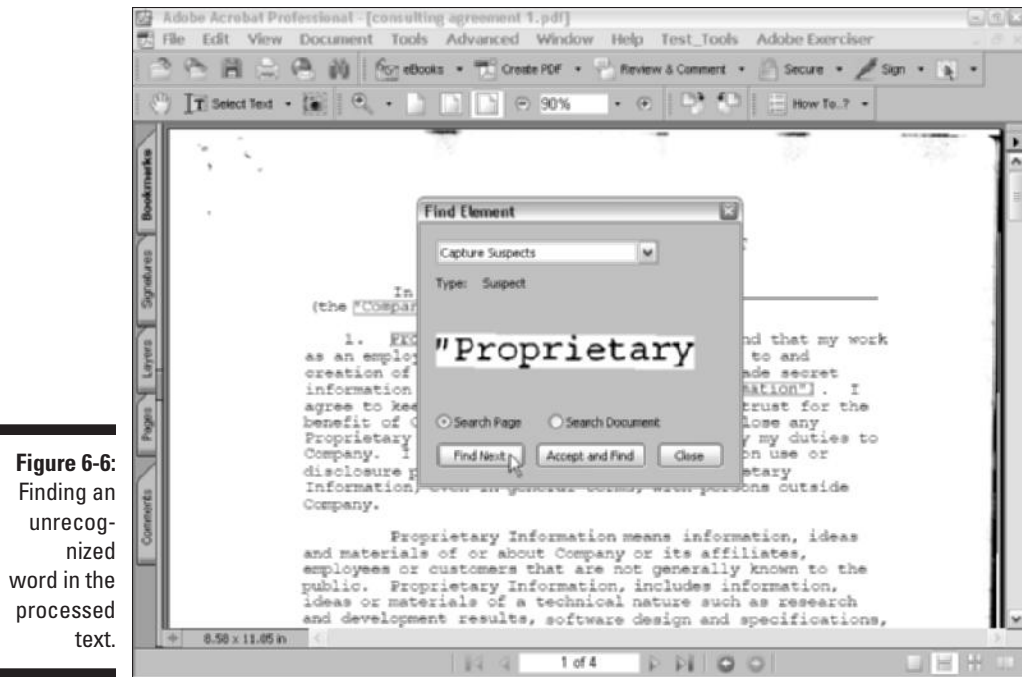 Adobe Acrobat Professional - [consulting agreement 1.pdf]
File Edit View Document Tools Advanced Window Help Test_Tools Adobe Exerciser
eBooks Create PDF Review & Comment Secure Sign
Select Text 90% How To..?
Bookmarks
Signatures
Layers
Pages
Comments
Find Element
Capture Suspects
Type: Suspect
"Proprietary
Search Page Search Document
Find Next Accept and Find Close
In
(the "Compar
1. nd that my work
as an employ to and
creation of ade secret
information mation"). I
agree to kee trust for the
benefit of lose any
Proprietary y my duties to
Company. I on use or
disclosure p etary
Information, even in general terms, with persons outside
Company.
Proprietary Information means information, ideas
and materials of or about Company or its affiliates,
employees or customers that are not generally known to the
public. Proprietary Information, includes information,
ideas or materials of a technical nature such as research
and development results, software design and specifications,
8.58 x 11.05 in
1 of 4
Figure 6-6:
Finding an
unrecog-
nized
word in the
processed
text.